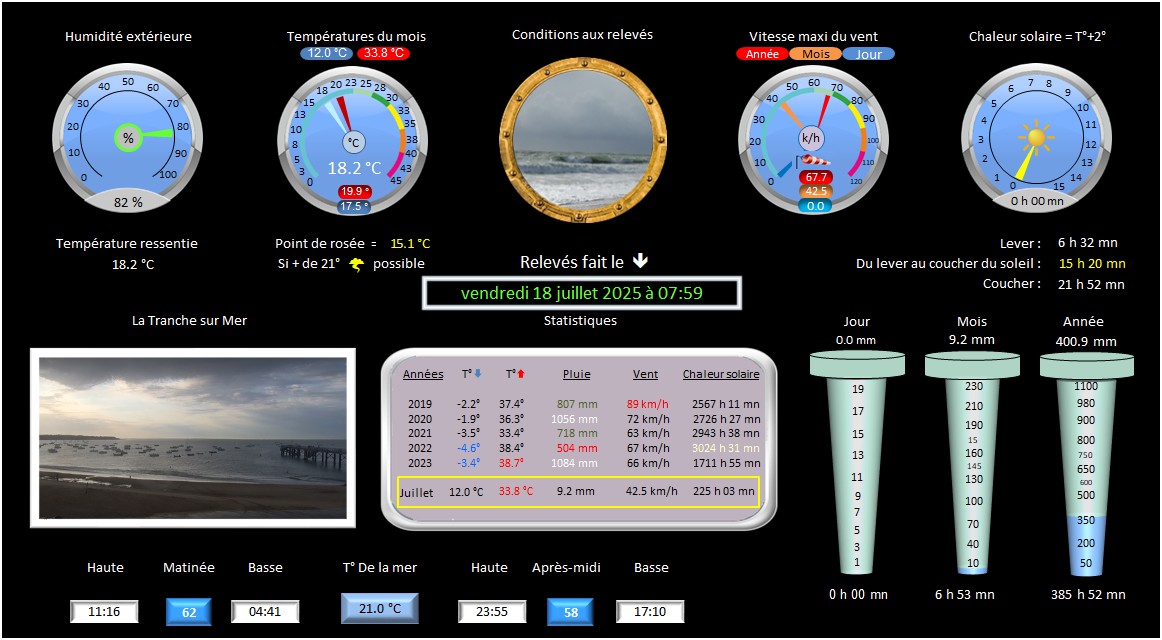 Humidité extérieure
Températures du mois
Conditions aux relevés
Vitesse maxi du vent
Chaleur solaire = T°+2°
12.0 °C 33.8 °C
Année Mois Jour
0 10 20 30 40 50 60 70 80 90 100
%
82 %
0 3 5 8 10 13 15 18 20 23 25 28 30 33 35 38 40 43 45
°C
18.2 °C
19.9 °
17.5 °
0 10 20 30 40 50 60 70 80 90 100 110 120
k/h
67.7
42.5
0.0
0 1 2 3 4 5 6 7 8 9 10 11 12 13 14 15
0 h 00 mn
Température ressentie
18.2 °C
Point de rosée = 15.1 °C
Si + de 21° possible
Relevés fait le
vendredi 18 juillet 2025 à 07:59
Lever : 6 h 32 mn
Du lever au coucher du soleil : 15 h 20 mn
Coucher : 21 h 52 mn
La Tranche sur Mer
Statistiques
Années T° T° Pluie Vent Chaleur solaire
2019 -2.2° 37.4° 807 mm 89 km/h 2567 h 11 mn
2020 -1.9° 36.3° 1056 mm 72 km/h 2726 h 27 mn
2021 -3.5° 33.4° 718 mm 63 km/h 2943 h 38 mn
2022 -4.6° 38.4° 504 mm 67 km/h 3024 h 31 mn
2023 -3.4° 38.7° 1084 mm 66 km/h 1711 h 55 mn
Juillet 12.0 °C 33.8 °C 9.2 mm 42.5 km/h 225 h 03 mn
Jour
0.0 mm
19
17
15
13
11
9
7
5
3
1
0 h 00 mn
Mois
9.2 mm
230
210
190
15
160
145
130
100
70
40
10
6 h 53 mn
Année
400.9 mm
1100
980
900
800
750
650
600
500
350
200
50
385 h 52 mn
Haute Matinée Basse T° De la mer Haute Après-midi Basse
11:16 62 04:41 21.0 °C 23:55 58 17:10